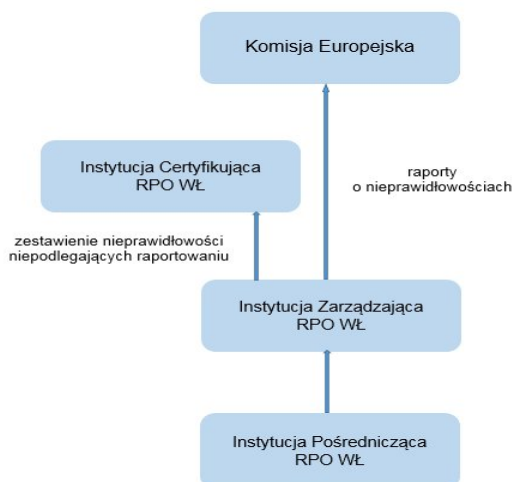 Komisja Europejska
Instytucja Certyfikująca
RPO WŁ
raporty
o nieprawidłowościach
zestawienie nieprawidłowości
niepodlegających raportowaniu
Instytucja Zarządzająca
RPO WŁ
Instytucja Pośrednicząca
RPO WŁ